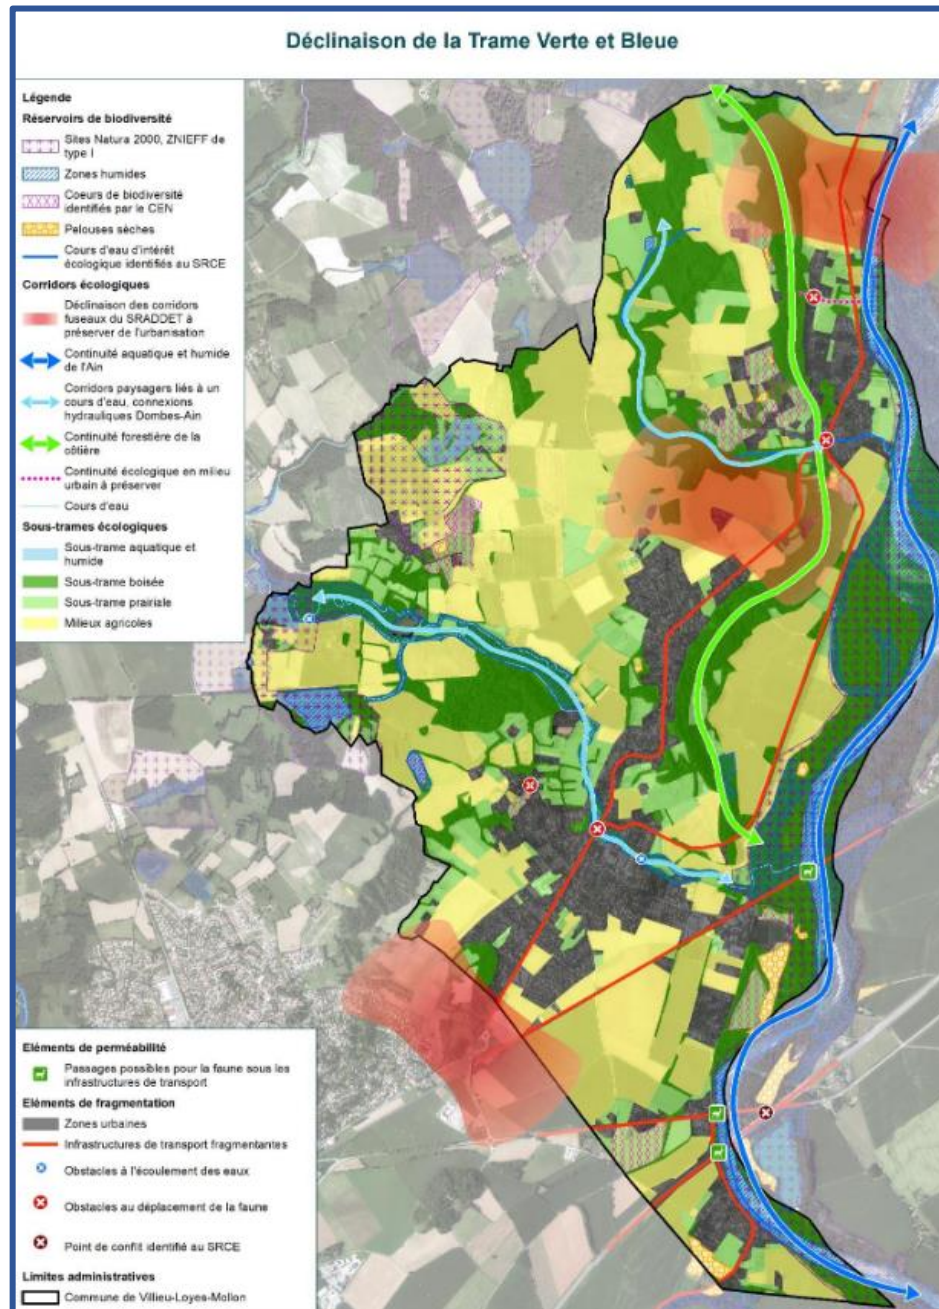 Déclinaison de la Trame Verte et Bleue
Légende
Réservoirs de biodiversité
Sites Natura 2000, ZNIEFF de
type I
Zones humides
Coeurs de biodiversité
identifiés par le CEN
Pelouses sèches
Cours d'eau d'intérêt
écologique identifiés au SRCE
Corridors écologiques
Déclinaison des corridors
fuseaux du SRADDET à
préserver de l'urbanisation
Continuité aquatique et humide
de l'Ain
Corridors paysagers liés à un
cours d'eau, connexions
hydrauliques Dombes-Ain
Continuité forestière de la
côtière
Continuité écologique en milieu
urbain à préserver
Cours d'eau
Sous-trames écologiques
Sous-trame aquatique et
humide
Sous-trame boisée
Sous-trame prairiale
Milieux agricoles
Eléments de perméabilité
Passages possibles pour la faune sous les
infrastructures de transport
Eléments de fragmentation
Zones urbaines
Infrastructures de transport fragmentantes
Obstacles à l'écoulement des eaux
Obstacles au déplacement de la faune
Point de conflit identifié au SRCE
Limites administratives
Commune de Villieu-Loyes-Mollon